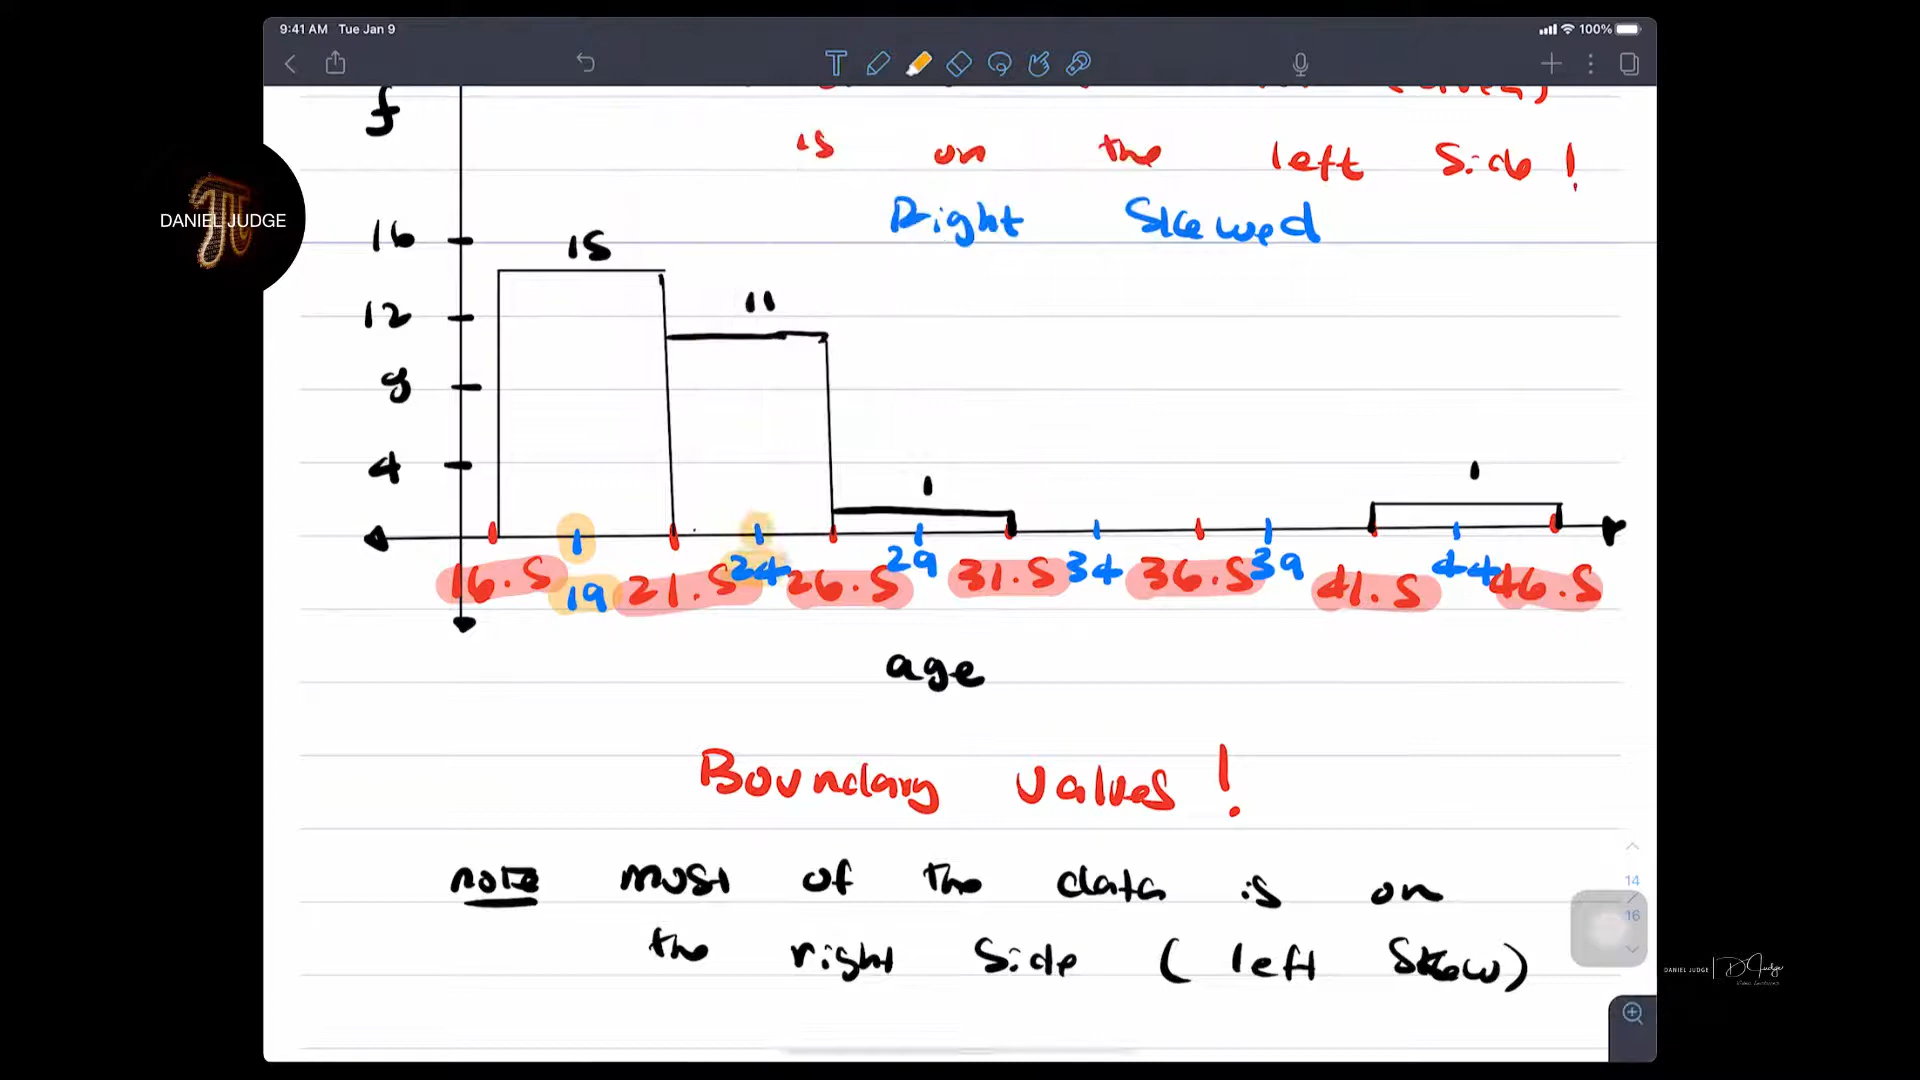 9:41 AM Tue Jan 9
100%
T
f
is on the left side!
Right Skewed
DANIEL JUDGE
16
15
12
11
8
4
1
1
16.5 19 21.5 24 26.5 29 31.5 34 36.5 39 41.5 44 46.5
age
Boundary values!
note most of the data is on
the right side (left skew)
14
16
DANIEL JUDGE | D Judge
Video Lectures